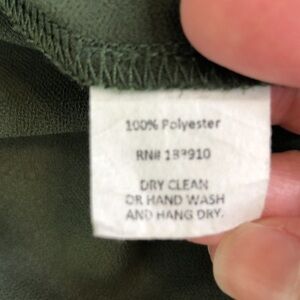 100% Polyester
RN# 133910
DRY CLEAN
OR HAND WASH
AND HANG DRY.